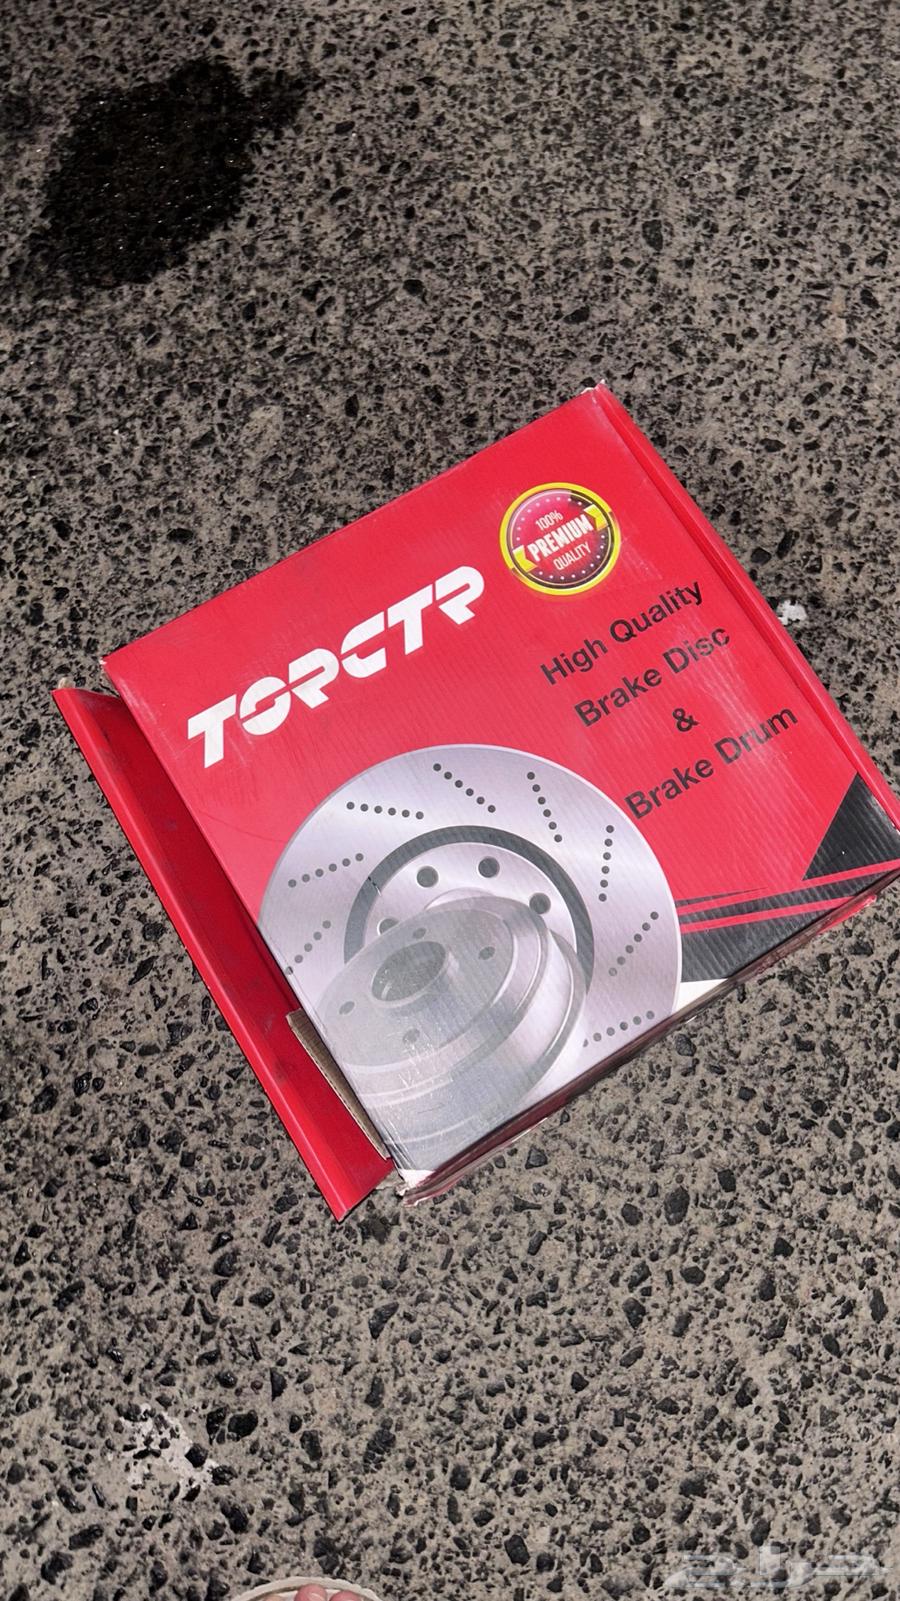 TOPCTP
100%
PREMIUM
QUALITY
High Quality
Brake Disc
&
Brake Drum
حراج